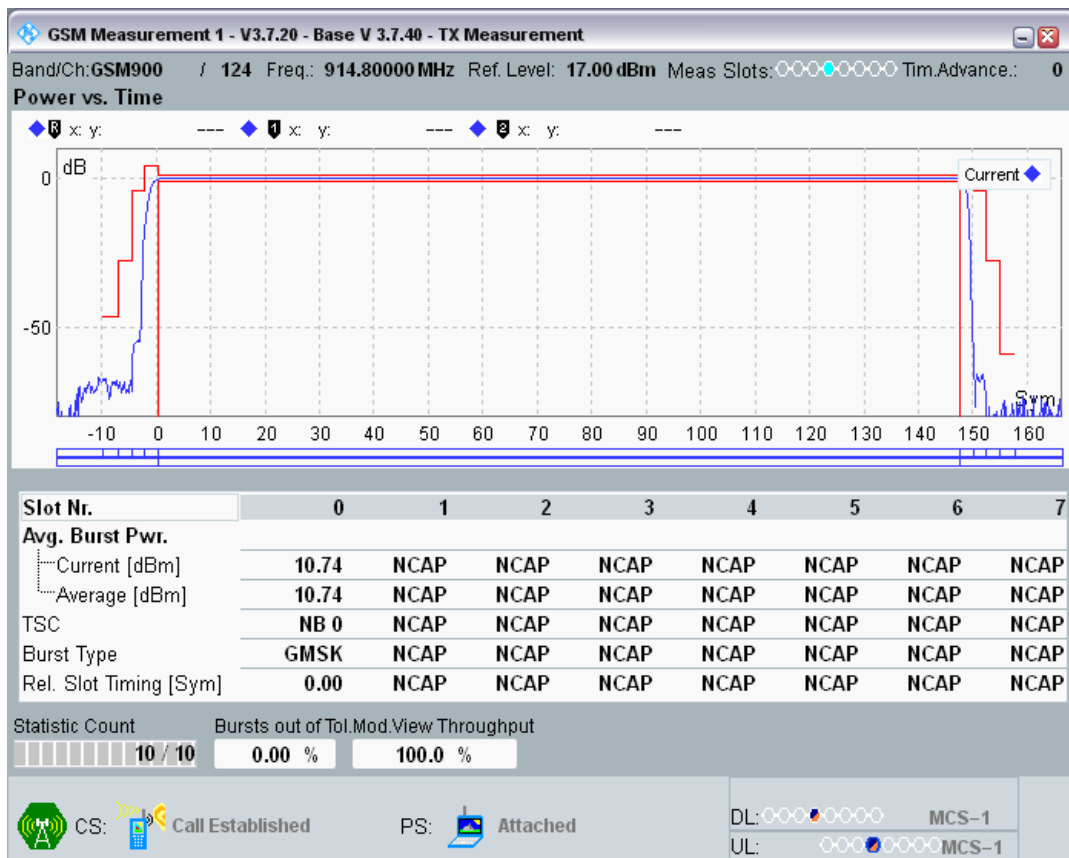 GSM Measurement 1 - V3.7.20 - Base V 3.7.40 - TX Measurement
Band/Ch:GSM900 / 124 Freq.: 914.80000 MHz Ref. Level: 17.00 dBm Meas Slots: Tim.Advance.: 0
Power vs. Time
R x: y: --- 1 x: y: --- 2 x: y: ---
dB
Current
0
-50
Sym
-10 0 10 20 30 40 50 60 70 80 90 100 110 120 130 140 150 160
Slot Nr. 0 1 2 3 4 5 6 7
Avg. Burst Pwr.
Current [dBm] 10.74 NCAP NCAP NCAP NCAP NCAP NCAP NCAP
Average [dBm] 10.74 NCAP NCAP NCAP NCAP NCAP NCAP NCAP
TSC NB 0 NCAP NCAP NCAP NCAP NCAP NCAP NCAP
Burst Type GMSK NCAP NCAP NCAP NCAP NCAP NCAP NCAP
Rel. Slot Timing [Sym] 0.00 NCAP NCAP NCAP NCAP NCAP NCAP NCAP
Statistic Count Bursts out of Tol. Mod.View Throughput
10 / 10 0.00 % 100.0 %
CS: Call Established PS: Attached
DL: MCS-1
UL: MCS-1